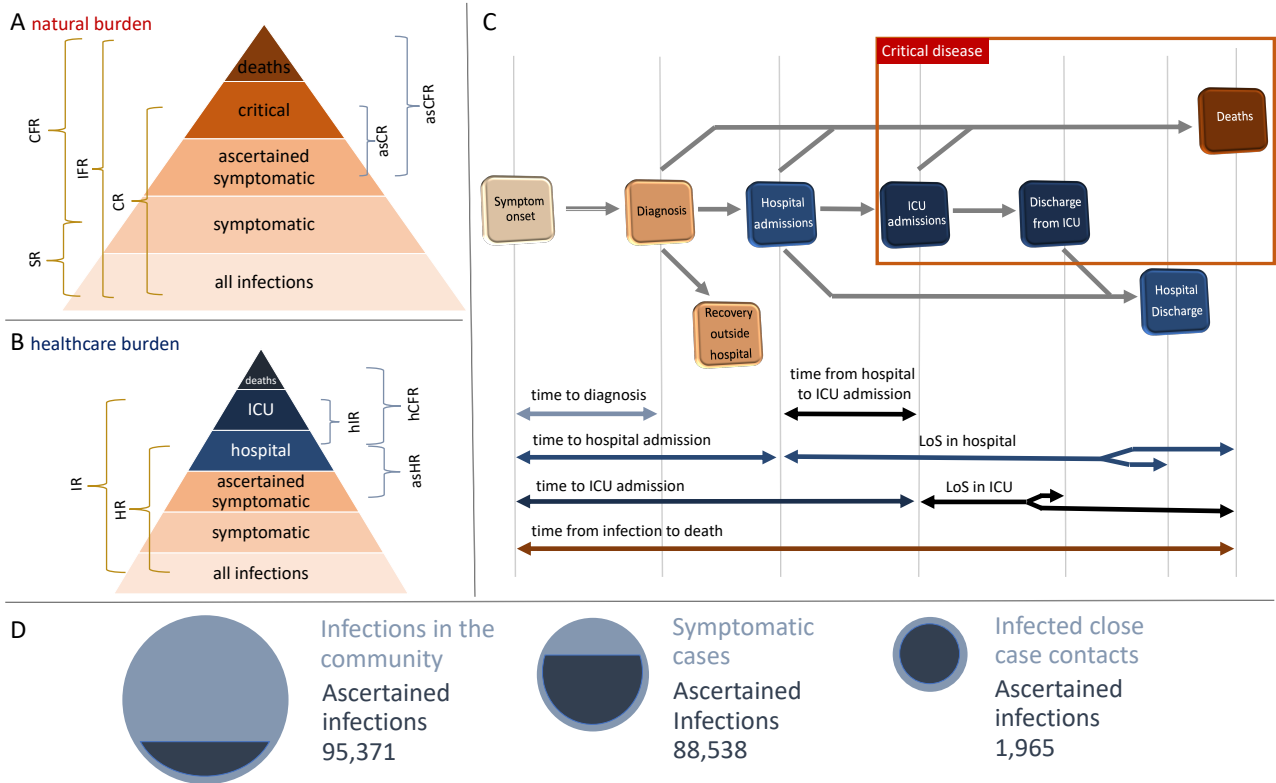 A natural burden
deaths
critical
ascertained
symptomatic
symptomatic
all infections
CFR
SR
IFR
CR
asCR
asCFR
B healthcare burden
deaths
ICU
hospital
ascertained
symptomatic
symptomatic
all infections
IR
HR
hIR
hCFR
asHR
C
Critical disease
Deaths
Symptom
onset
Diagnosis
Hospital
admissions
ICU
admissions
Discharge
from ICU
Recovery
outside
hospital
Hospital
Discharge
time to diagnosis
time from hospital
to ICU admission
time to hospital admission
LoS in hospital
time to ICU admission
LoS in ICU
time from infection to death
D
Infections in the
community
Ascertained
infections
95,371
Symptomatic
cases
Ascertained
Infections
88,538
Infected close
case contacts
Ascertained
infections
1,965